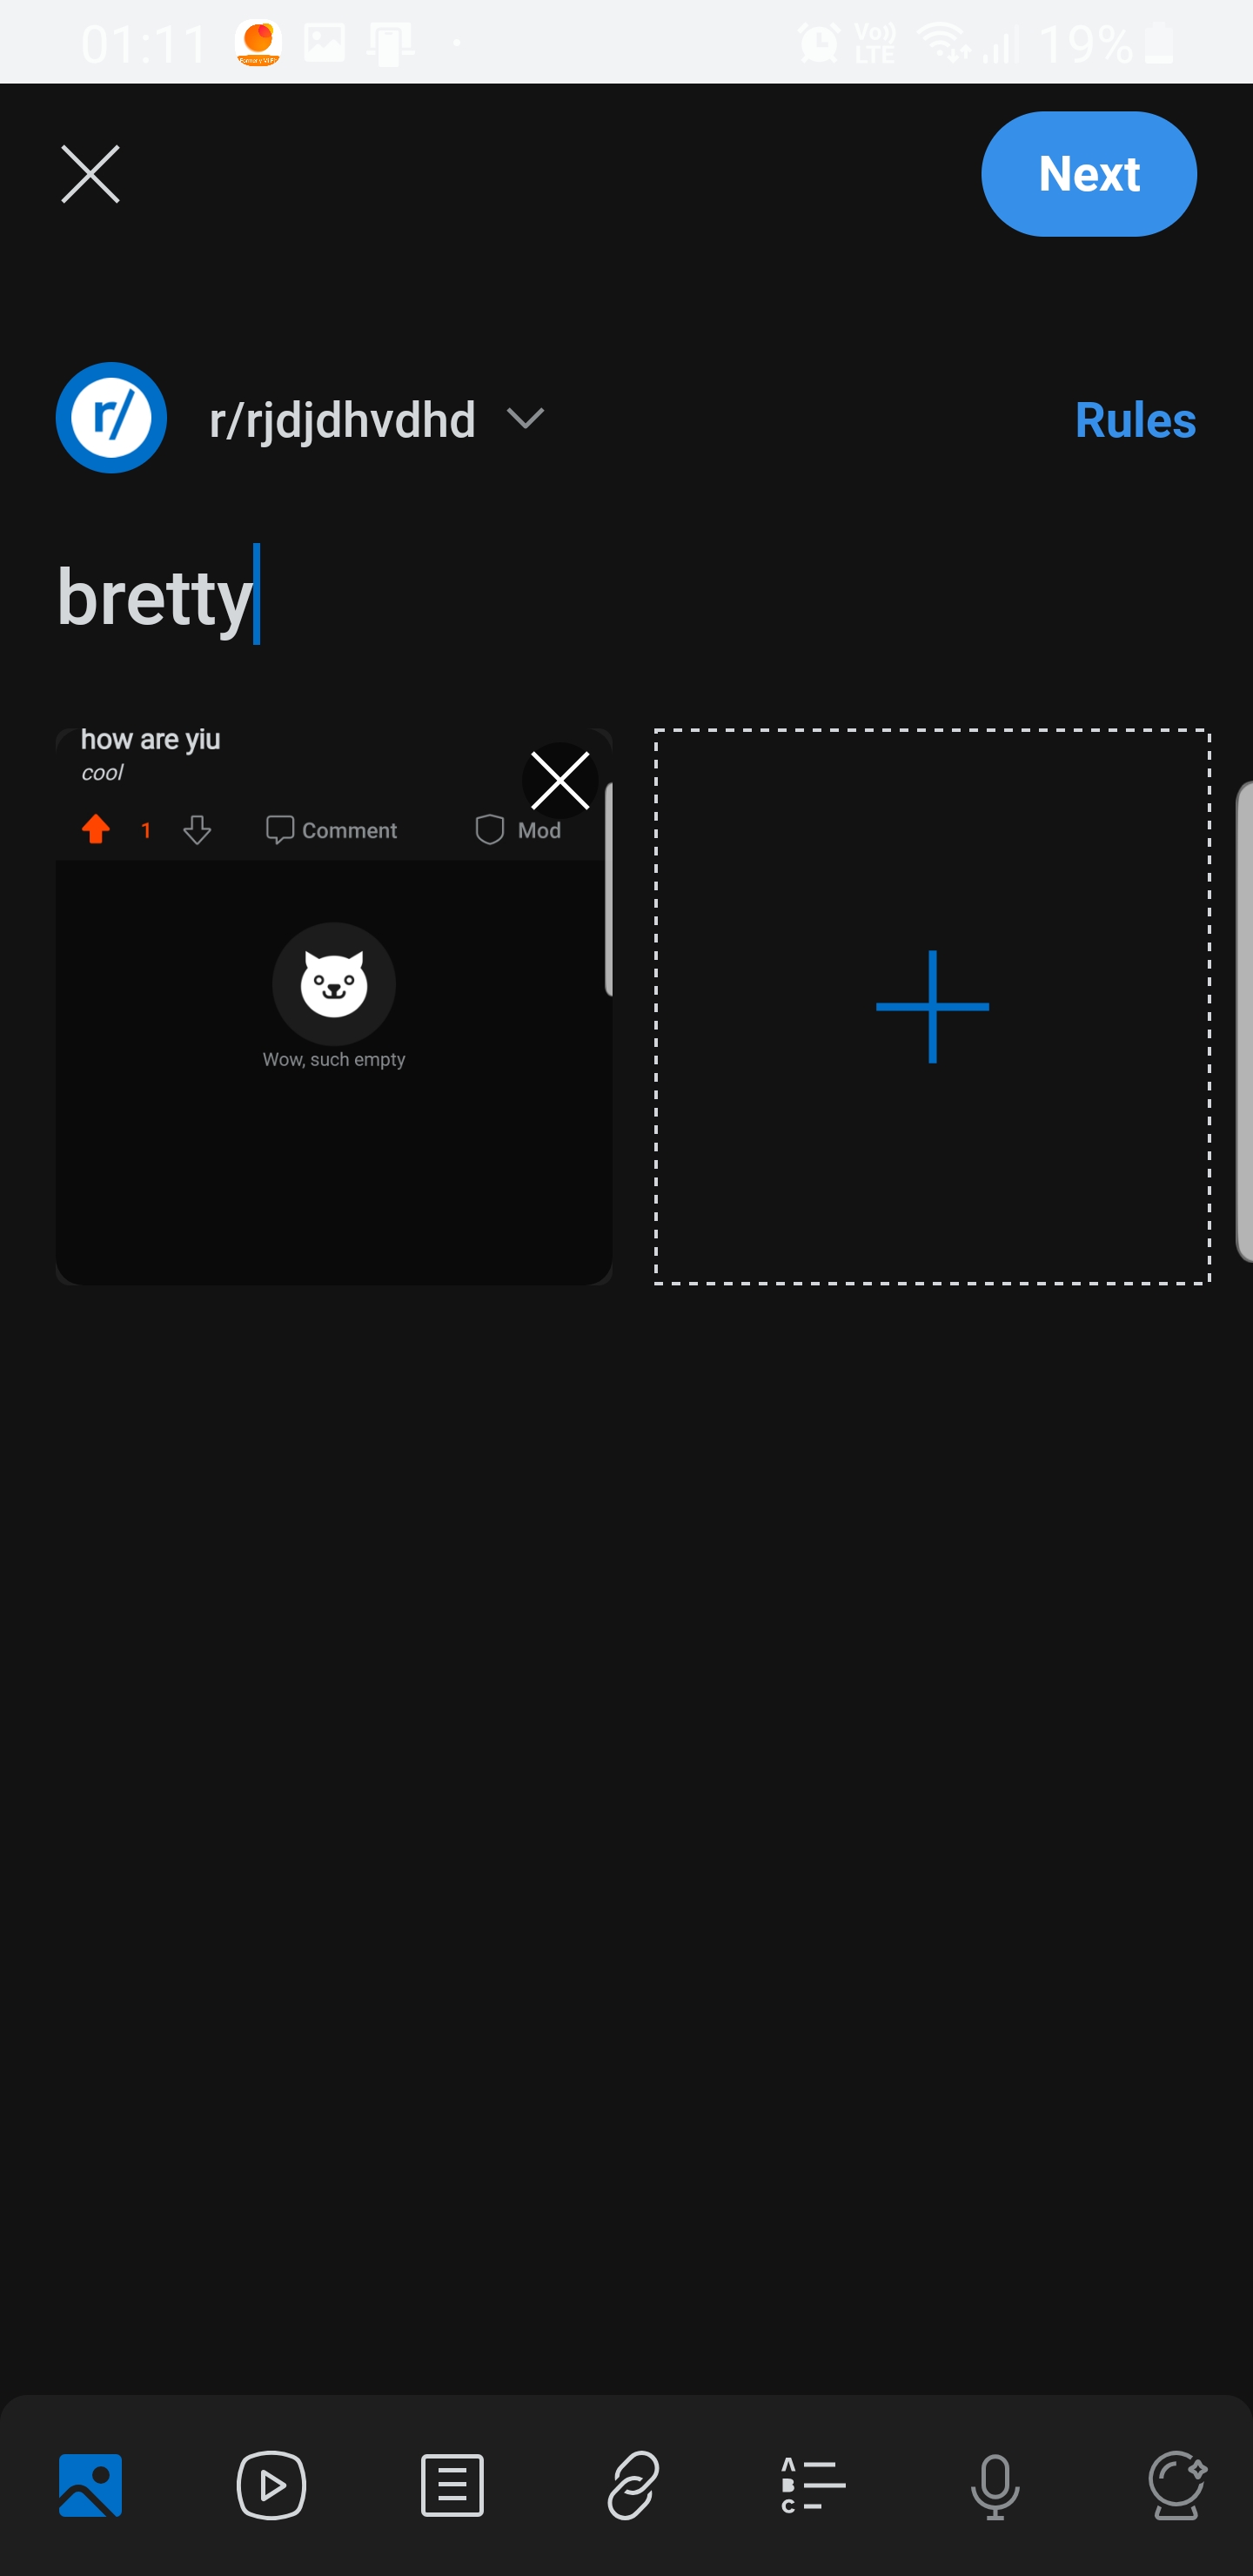 01:11
Vo)) LTE 19%
Next
r/ r/rjdjdhvdhd Rules
bretty
how are yiu
cool
1 Comment Mod
Wow, such empty
A
B
C